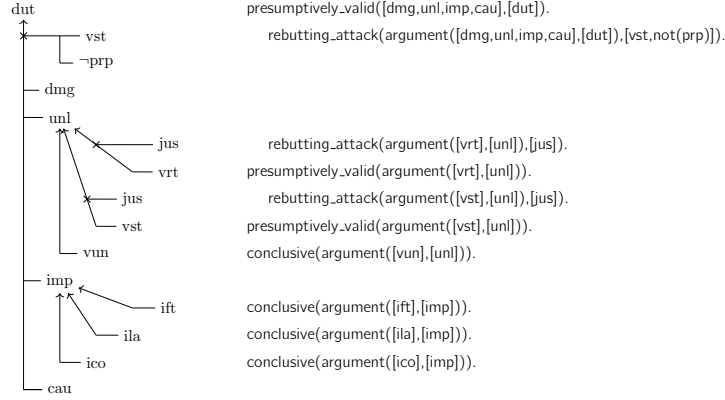 dut presumptively_valid([dmg,unl,imp,cau],[dut]).
vst rebutting_attack(argument([dmg,unl,imp,cau],[dut]),[vst,not(prp)]).
¬prp
dmg
unl
jus rebutting_attack(argument([vrt],[unl]),[jus]).
vrt presumptively_valid(argument([vrt],[unl])).
jus rebutting_attack(argument([vst],[unl]),[jus]).
vst presumptively_valid(argument([vst],[unl])).
vun conclusive(argument([vun],[unl])).
imp
ift conclusive(argument([ift],[imp])).
ila conclusive(argument([ila],[imp])).
ico conclusive(argument([ico],[imp])).
cau